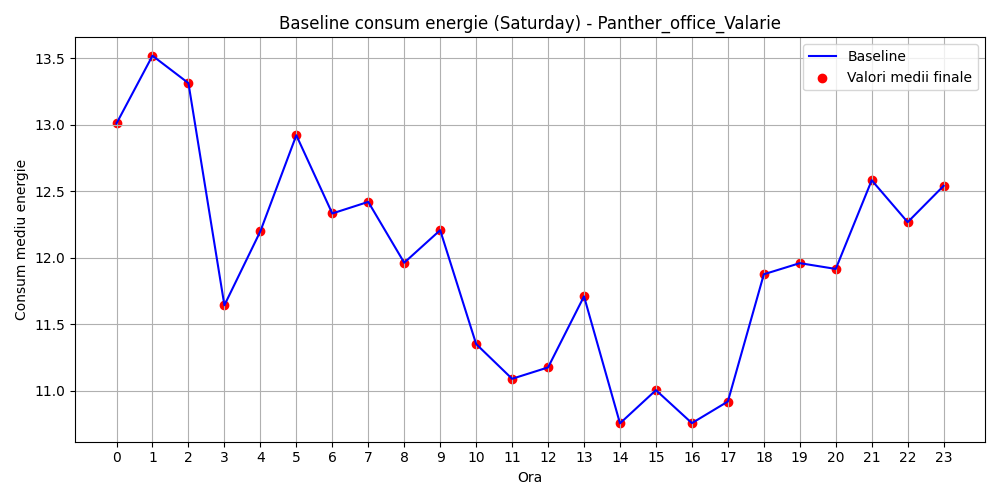 Baseline consum energie (Saturday) - Panther_office_Valarie
Baseline
Valori medii finale
Consum mediu energie
13.5
13.0
12.5
12.0
11.5
11.0
0 1 2 3 4 5 6 7 8 9 10 11 12 13 14 15 16 17 18 19 20 21 22 23
Ora